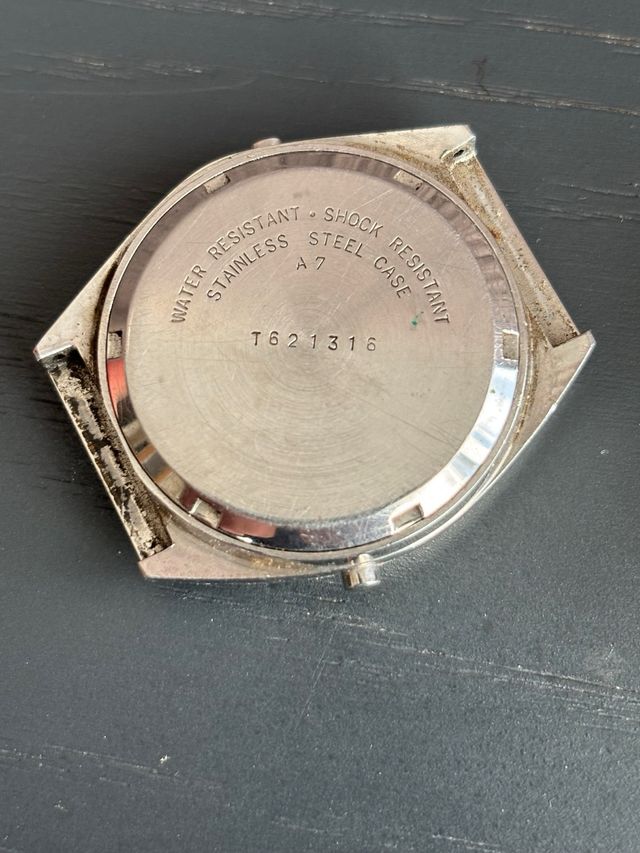 WATER RESISTANT • SHOCK RESISTANT
STAINLESS STEEL CASE
A7
T621316